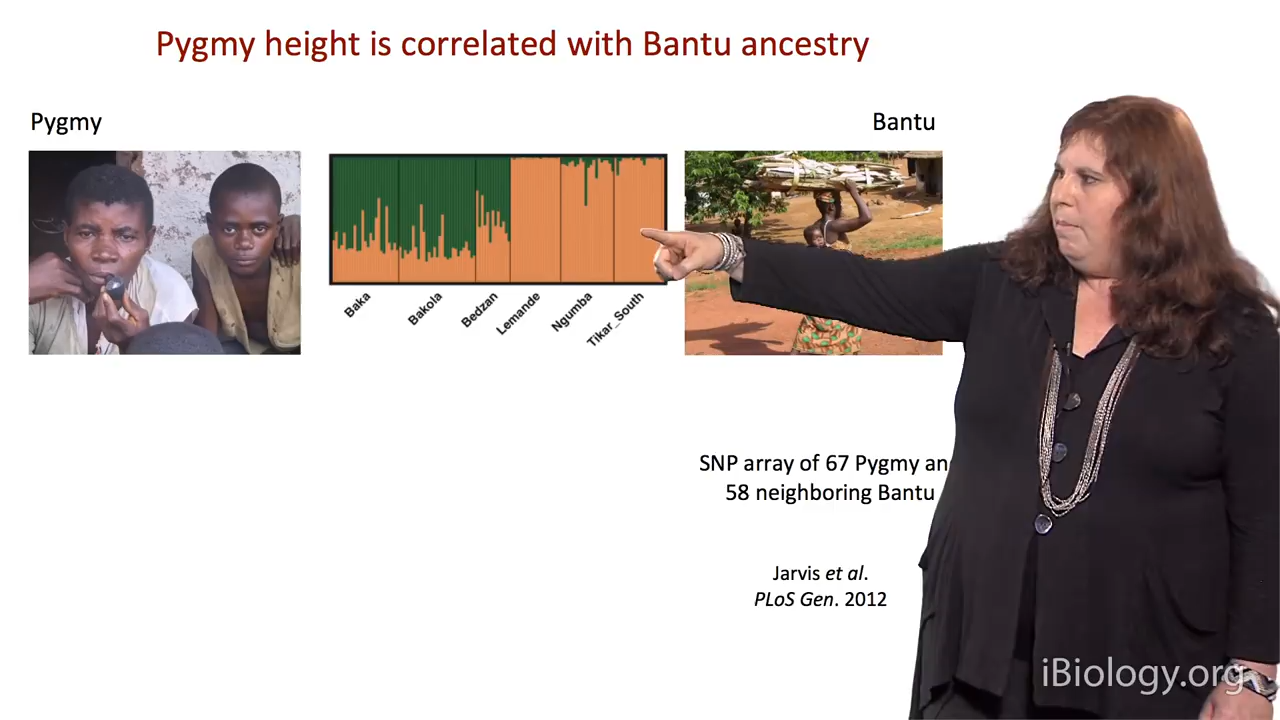 Pygmy height is correlated with Bantu ancestry
Pygmy
Bantu
Baka
Bakola
Bedzan
Lemande
Ngumba
Tikar_South
SNP array of 67 Pygmy an
58 neighboring Bantu
Jarvis et al.
PLoS Gen. 2012
iBiology.org